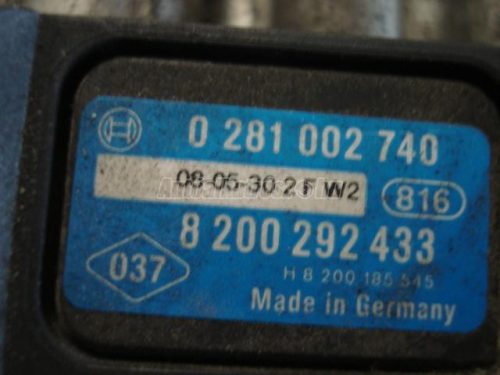 0 281 002 740
08-05-30 2 F W2
816
8 200 292 433
037
H 8 200 185 545
Made in Germany